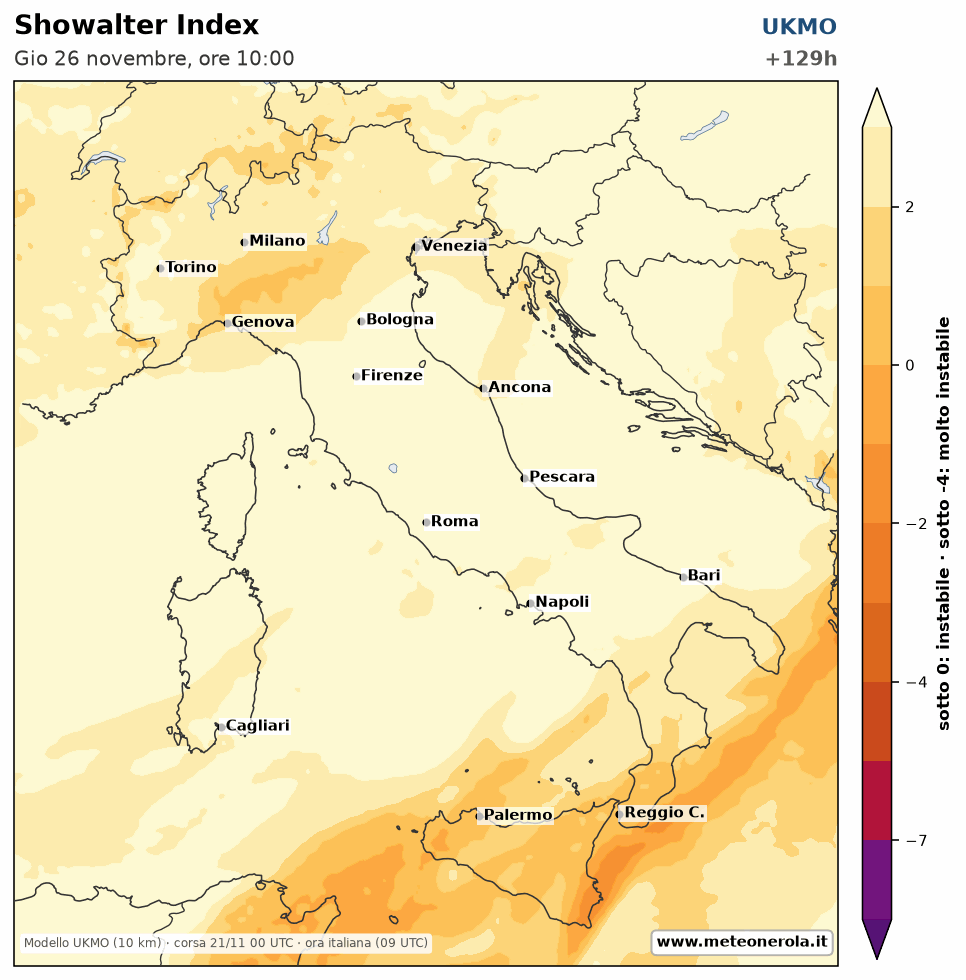 Showalter Index
UKMO
Gio 26 novembre, ore 10:00
+129h
Milano
Torino
Venezia
Genova
Bologna
Firenze
Ancona
Pescara
Roma
Bari
Napoli
Cagliari
Palermo
Reggio C.
2
0
−2
−4
−7
sotto 0: instabile · sotto -4: molto instabile
Modello UKMO (10 km) · corsa 21/11 00 UTC · ora italiana (09 UTC)
www.meteonerola.it